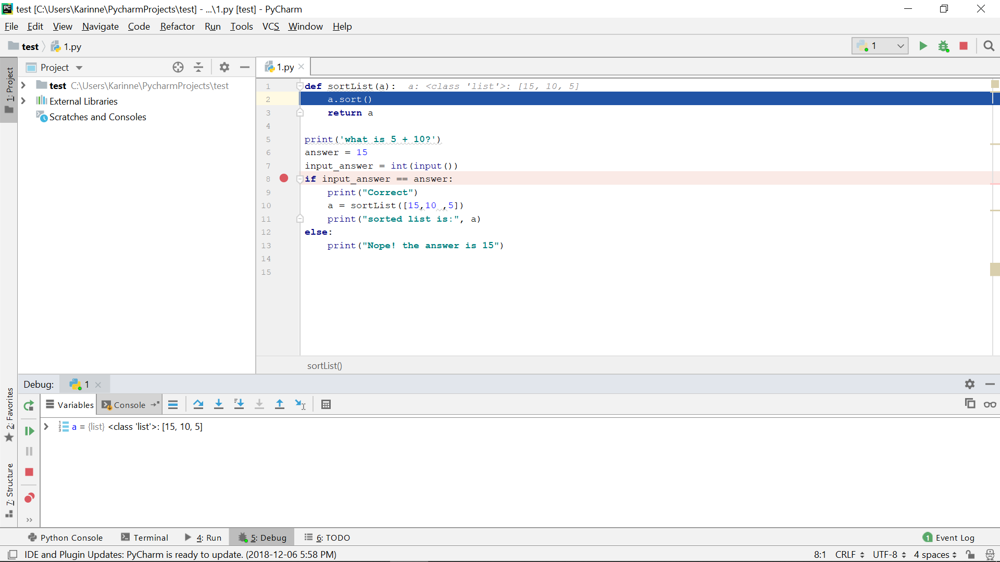 PC test [C:\Users\Karinne\PycharmProjects\test] - ...\1.py [test] - PyCharm
File Edit View Navigate Code Refactor Run Tools VCS Window Help
test 1.py 1
1: Project
Project 1.py
test C:\Users\Karinne\PycharmProjects\test
External Libraries
Scratches and Consoles
1 def sortList(a): a: <class 'list'>: [15, 10, 5]
2 a.sort()
3 return a
4
5 print('what is 5 + 10?')
6 answer = 15
7 input_answer = int(input())
8 if input_answer == answer:
9 print("Correct")
10 a = sortList([15,10 ,5])
11 print("sorted list is:", a)
12 else:
13 print("Nope! the answer is 15")
14
15
sortList()
2: Favorites
7: Structure
Debug: 1
Variables Console
a = {list} <class 'list'>: [15, 10, 5]
Python Console Terminal 4: Run 5: Debug 6: TODO 1 Event Log
IDE and Plugin Updates: PyCharm is ready to update. (2018-12-06 5:58 PM) 8:1 CRLF UTF-8 4 spaces